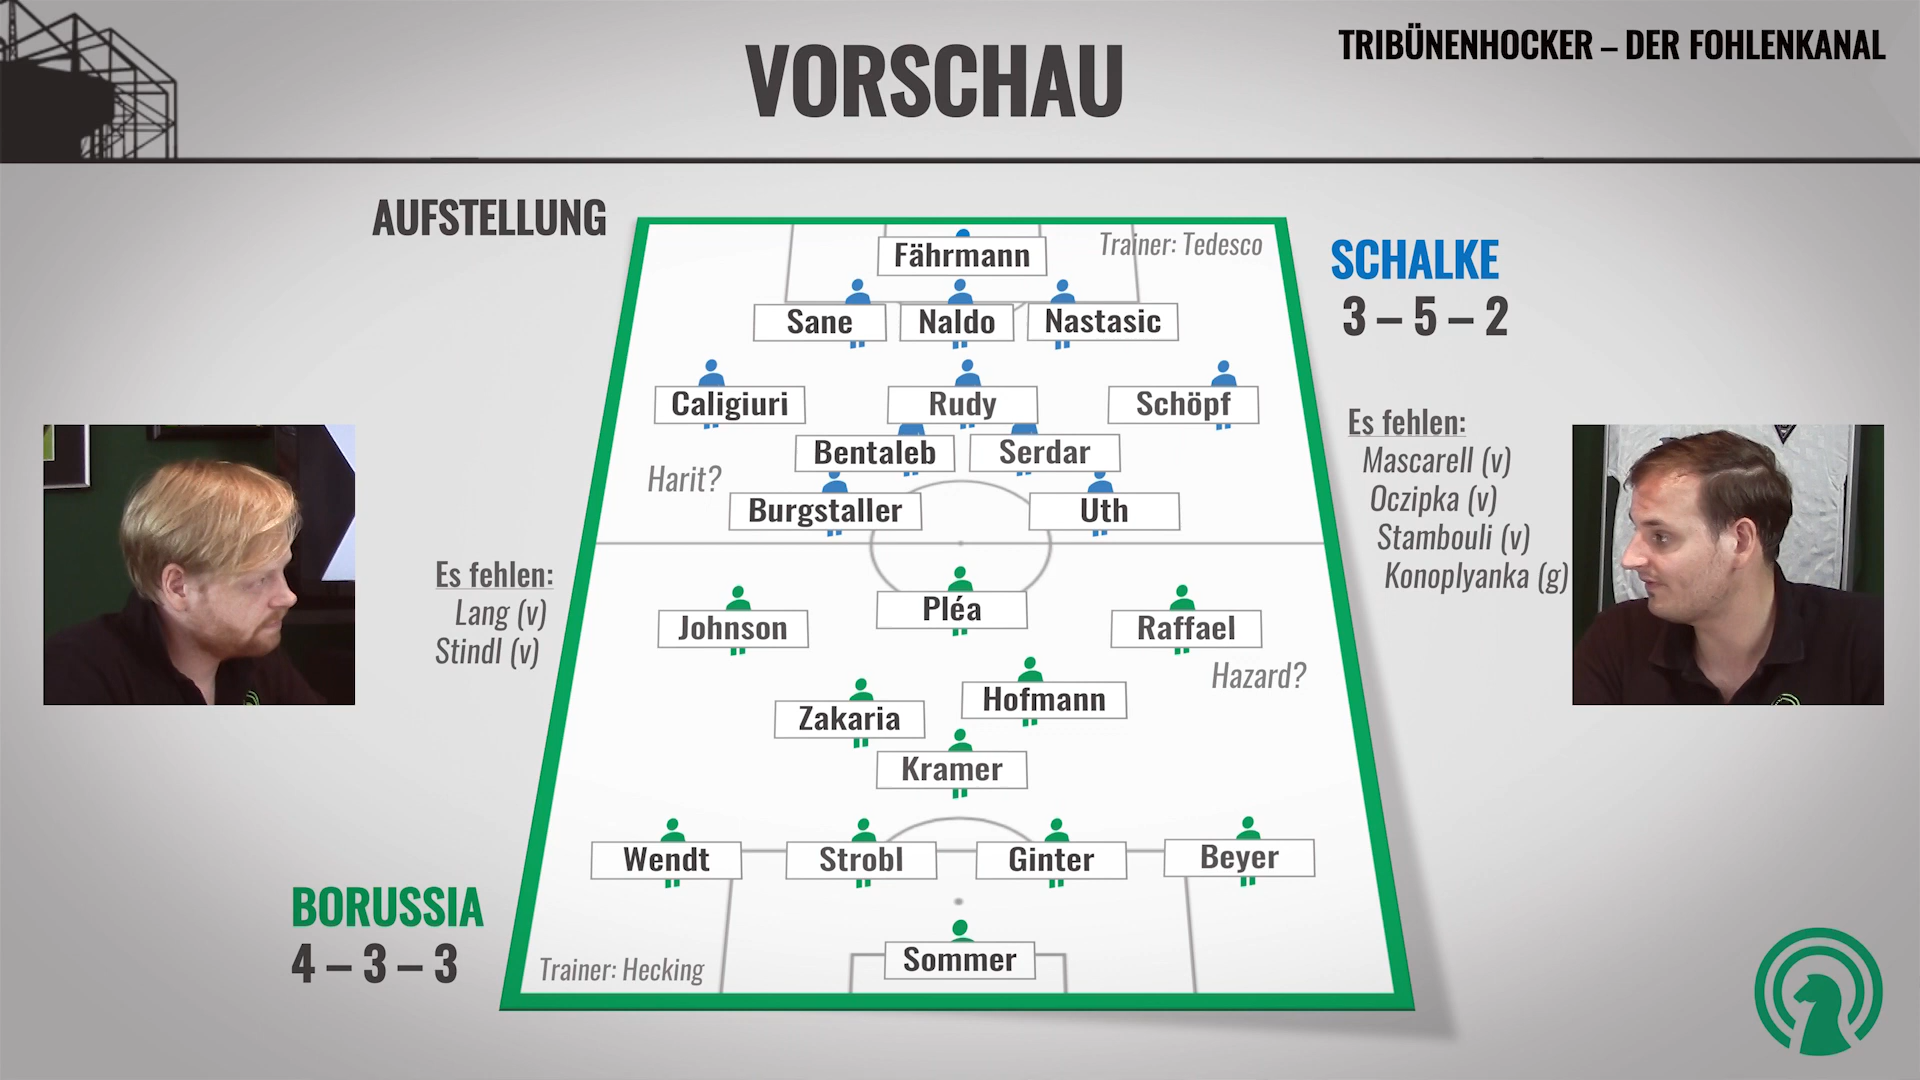 VORSCHAU
TRIBÜNENHOCKER – DER FOHLENKANAL
AUFSTELLUNG
Fährmann
Trainer: Tedesco
SCHALKE
3 – 5 – 2
Sane
Naldo
Nastasic
Caligiuri
Rudy
Schöpf
Bentaleb
Serdar
Harit?
Burgstaller
Uth
Es fehlen:
Mascarell (v)
Oczipka (v)
Stambouli (v)
Konoplyanka (g)
Es fehlen:
Lang (v)
Stindl (v)
Pléa
Johnson
Raffael
Hazard?
Hofmann
Zakaria
Kramer
Wendt
Strobl
Ginter
Beyer
BORUSSIA
4 – 3 – 3
Sommer
Trainer: Hecking